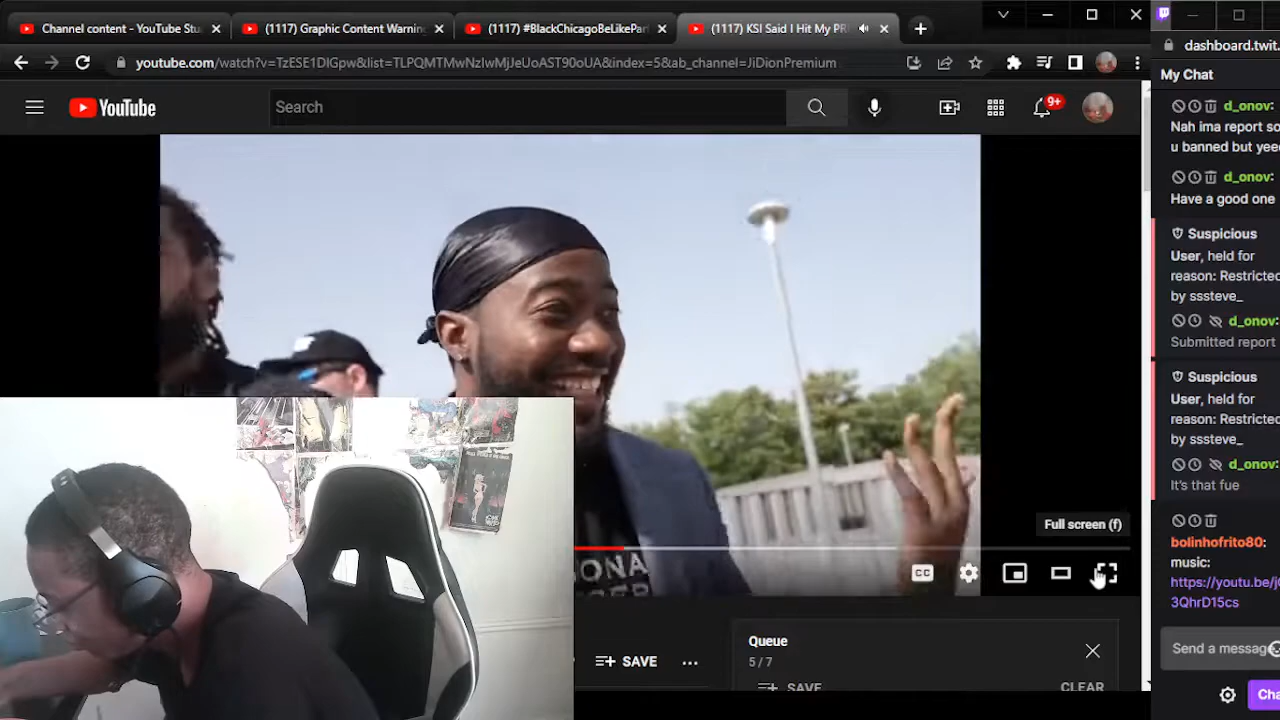 Channel content - YouTube Stu
(1117) Graphic Content Warnin
(1117) #BlackChicagoBeLikePar
(1117) KSI Said I Hit My PR
youtube.com/watch?v=TzESE1DIGpw&list=TLPQMTMwNzIwMjJeUoAST90oUA&index=5&ab_channel=JiDionPremium
dashboard.twit
YouTube
Search
9+
My Chat
d_onov:
Nah ima report so
u banned but yee
d_onov:
Have a good one
Suspicious
User, held for
reason: Restricted
by sssteve_
d_onov:
Submitted report
Suspicious
User, held for
reason: Restricted
by sssteve_
d_onov:
It's that fue
bolinhofrito80:
music:
https://youtu.be/j
3QhrD15cs
Full screen (f)
CC
SAVE
Queue
5/7
SAVE
CLEAR
Send a message
Cha